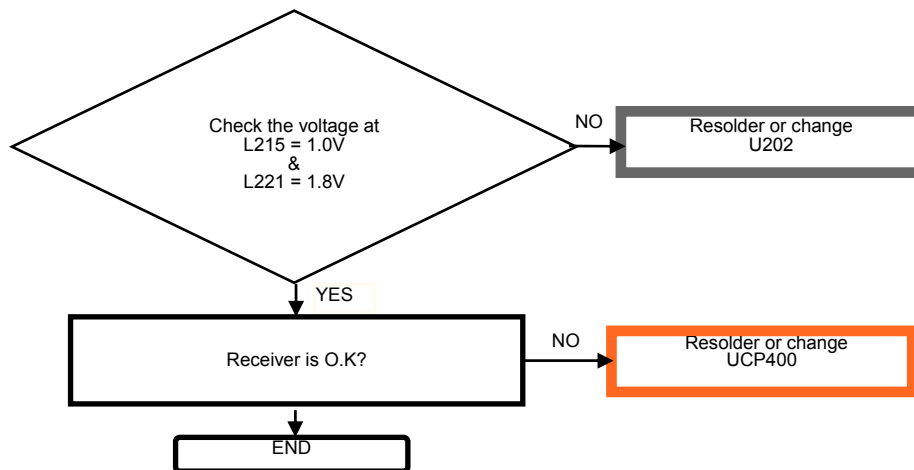 Check the voltage at
L215 = 1.0V
&
L221 = 1.8V
NO
Resolder or change
U202
YES
Receiver is O.K?
NO
Resolder or change
UCP400
END